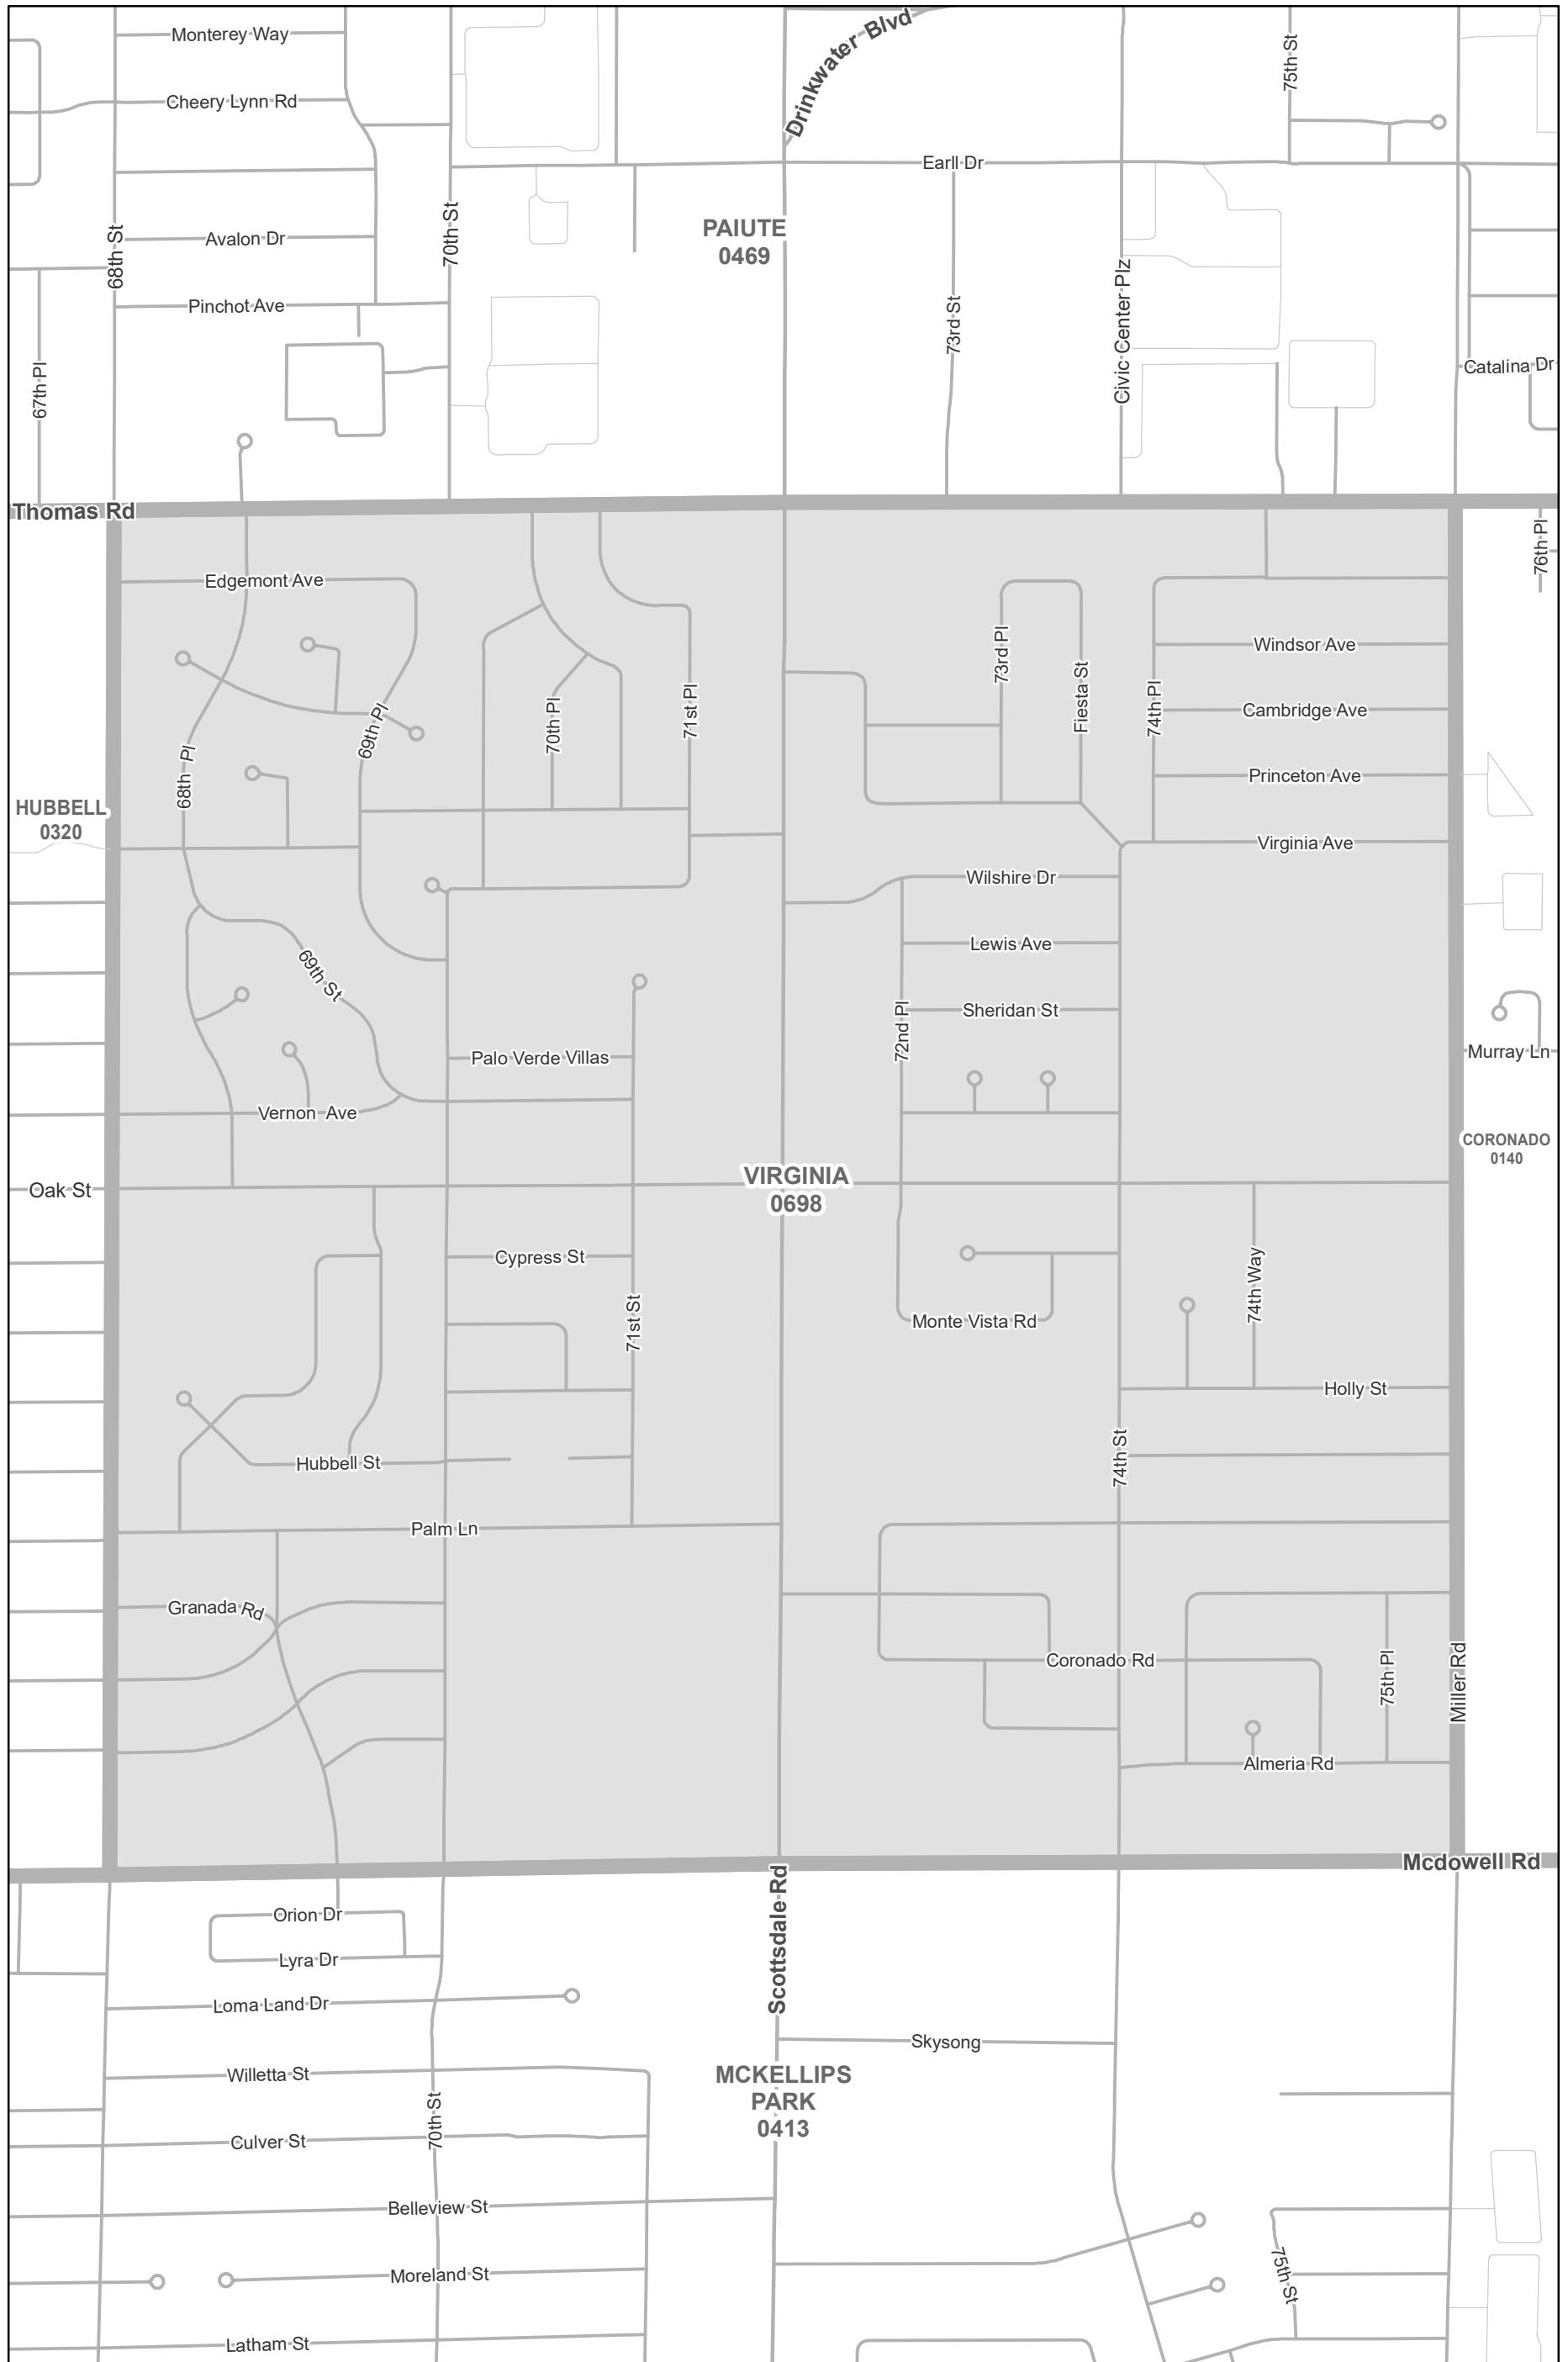 Monterey Way
Drinkwater Blvd
75th St
Cheery Lynn Rd
Earll Dr
68th St
70th St
PAIUTE
0469
Avalon Dr
Pinchot Ave
73rd St
Civic Center Plz
67th Pl
Catalina Dr
Thomas Rd
76th Pl
Edgemont Ave
Windsor Ave
73rd Pl
Fiesta St
74th Pl
Cambridge Ave
70th Pl
71st Pl
69th Pl
68th Pl
Princeton Ave
HUBBELL
0320
Virginia Ave
Wilshire Dr
Lewis Ave
69th St
Sheridan St
72nd Pl
Palo Verde Villas
Murray Ln
Vernon Ave
CORONADO
0140
Oak St
VIRGINIA
0698
Cypress St
74th Way
71st St
Monte Vista Rd
Holly St
Hubbell St
74th St
Palm Ln
Granada Rd
Coronado Rd
75th Pl
Miller Rd
Almeria Rd
Mcdowell Rd
Orion Dr
Scottsdale Rd
Lyra Dr
Loma Land Dr
Skysong
Willetta St
MCKELLIPS
PARK
0413
70th St
Culver St
Belleview St
Moreland St
75th St
Latham St